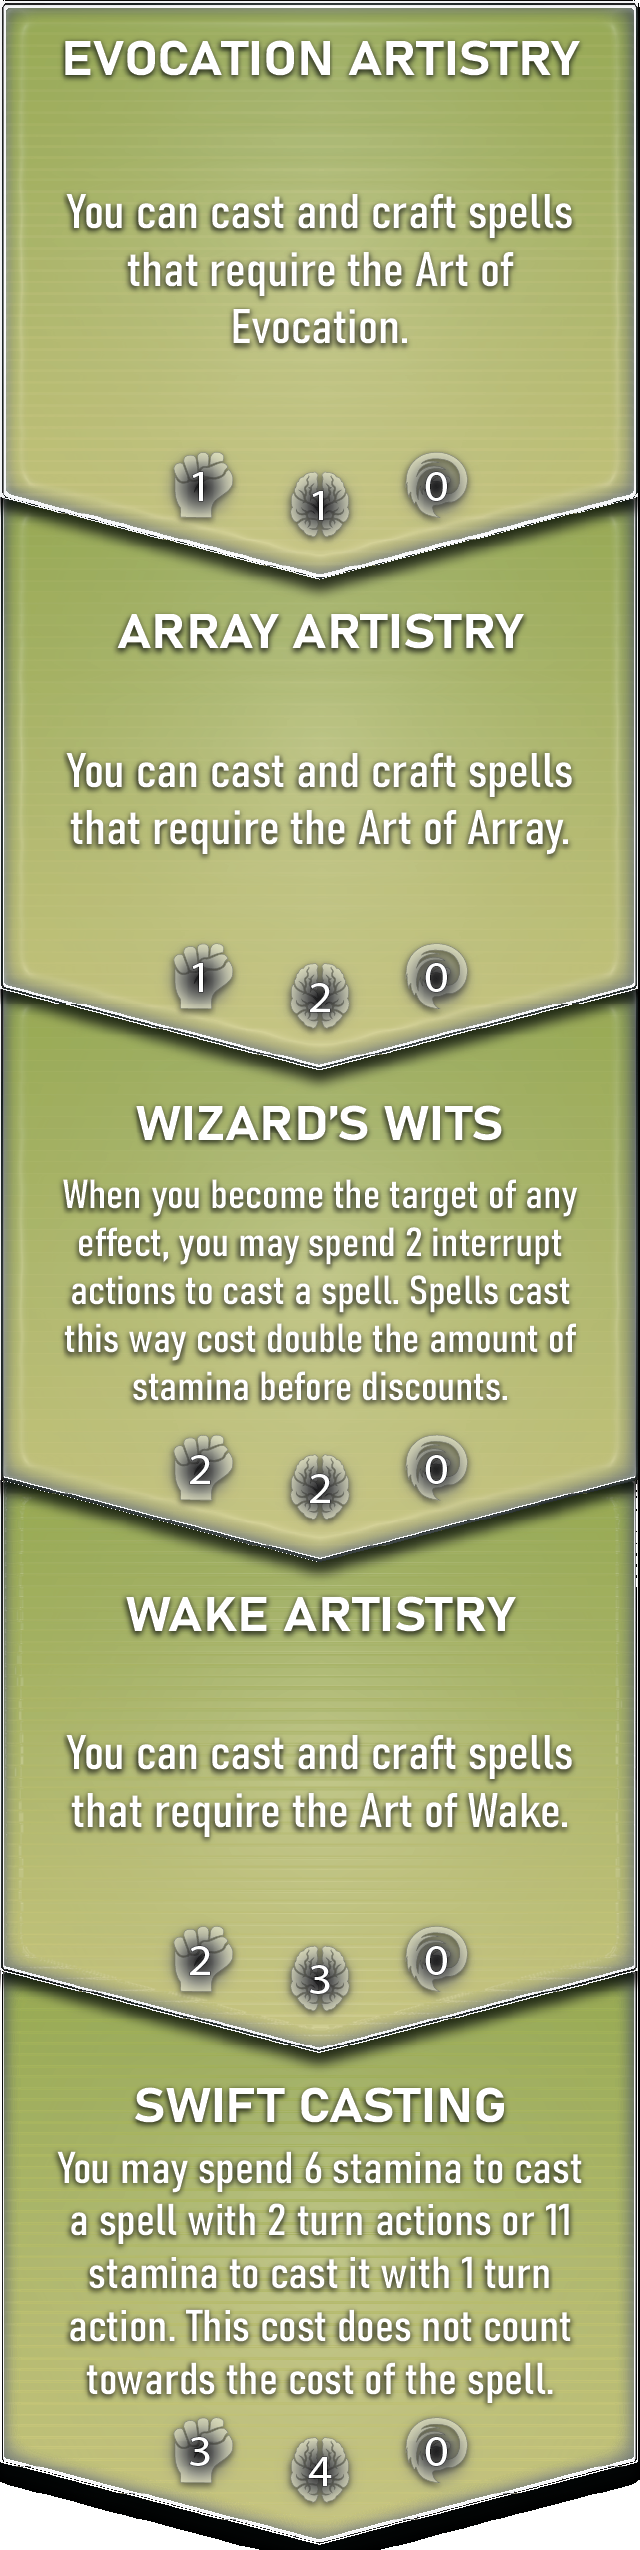 EVOCATION ARTISTRY
You can cast and craft spells
that require the Art of
Evocation.
1 1 0
ARRAY ARTISTRY
You can cast and craft spells
that require the Art of Array.
1 2 0
WIZARD'S WITS
When you become the target of any
effect, you may spend 2 interrupt
actions to cast a spell. Spells cast
this way cost double the amount of
stamina before discounts.
2 2 0
WAKE ARTISTRY
You can cast and craft spells
that require the Art of Wake.
2 3 0
SWIFT CASTING
You may spend 6 stamina to cast
a spell with 2 turn actions or 11
stamina to cast it with 1 turn
action. This cost does not count
towards the cost of the spell.
3 4 0